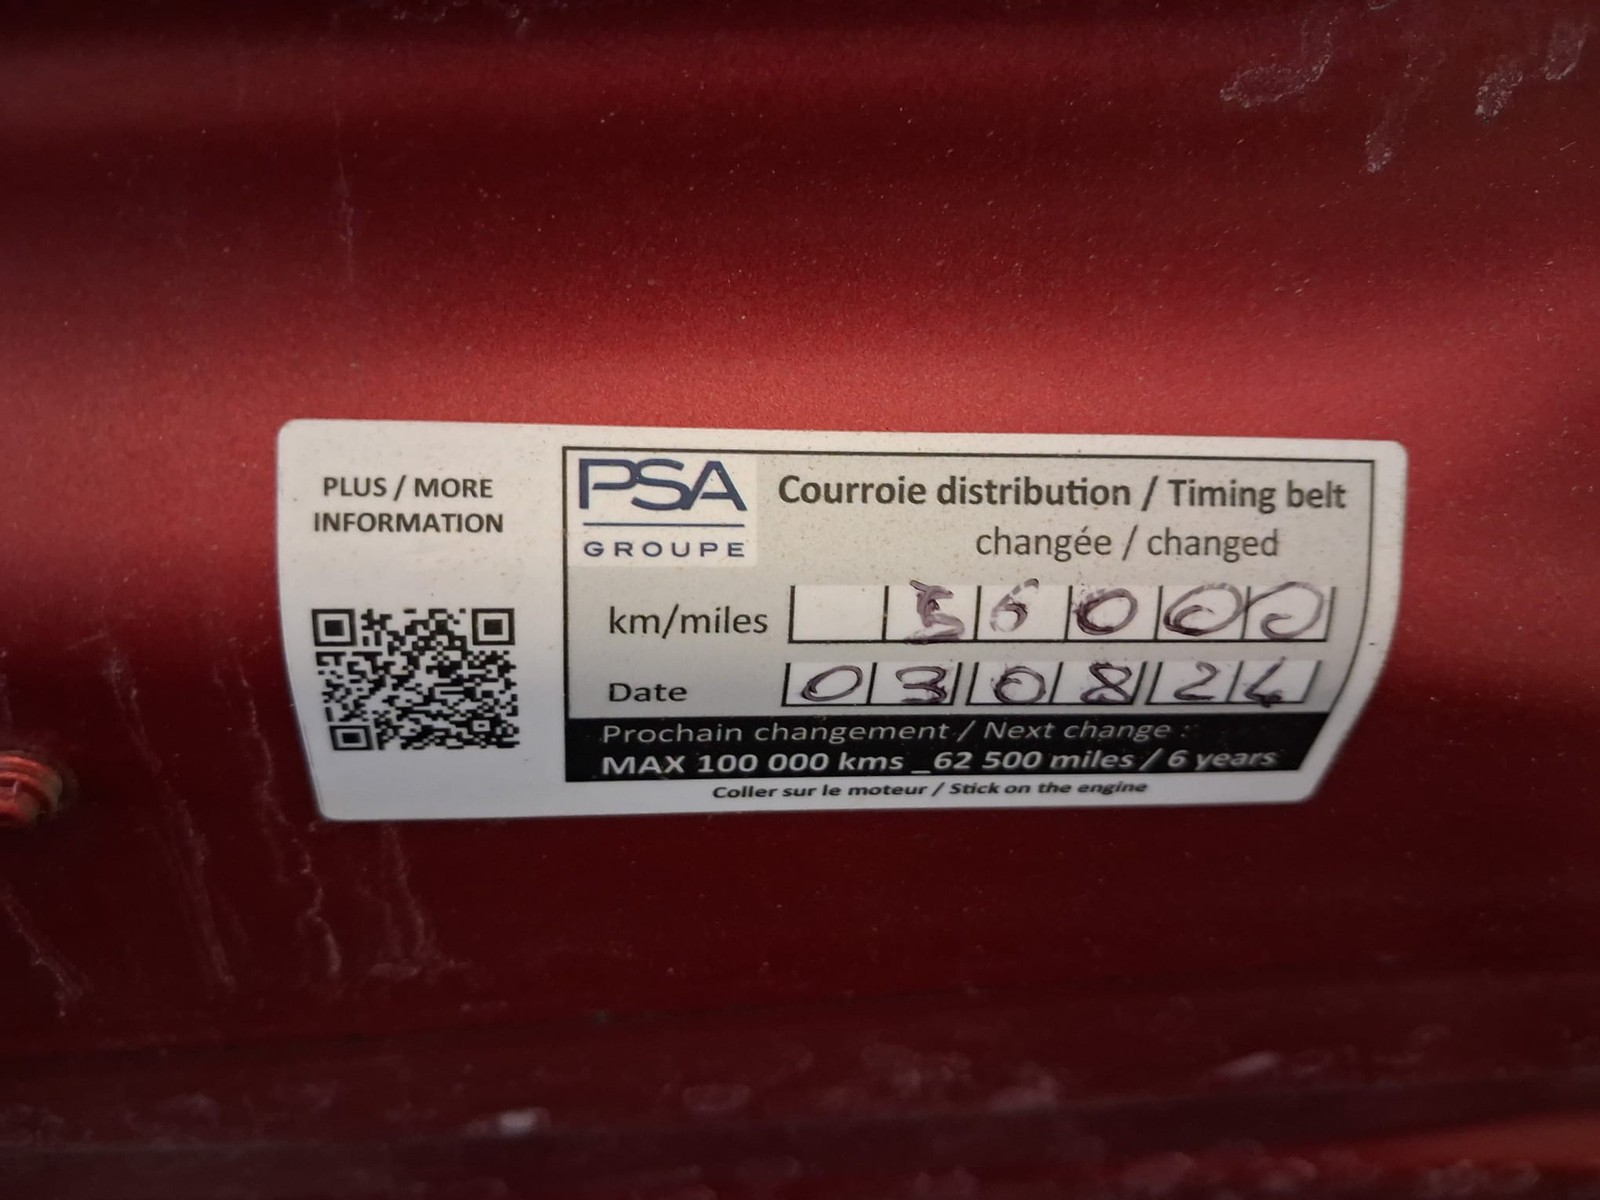 PLUS / MORE
INFORMATION
PSA
GROUPE
Courroie distribution / Timing belt
changée / changed
km/miles 56000
Date 030824
Prochain changement / Next change :
MAX 100 000 kms _62 500 miles / 6 years
Coller sur le moteur / Stick on the engine